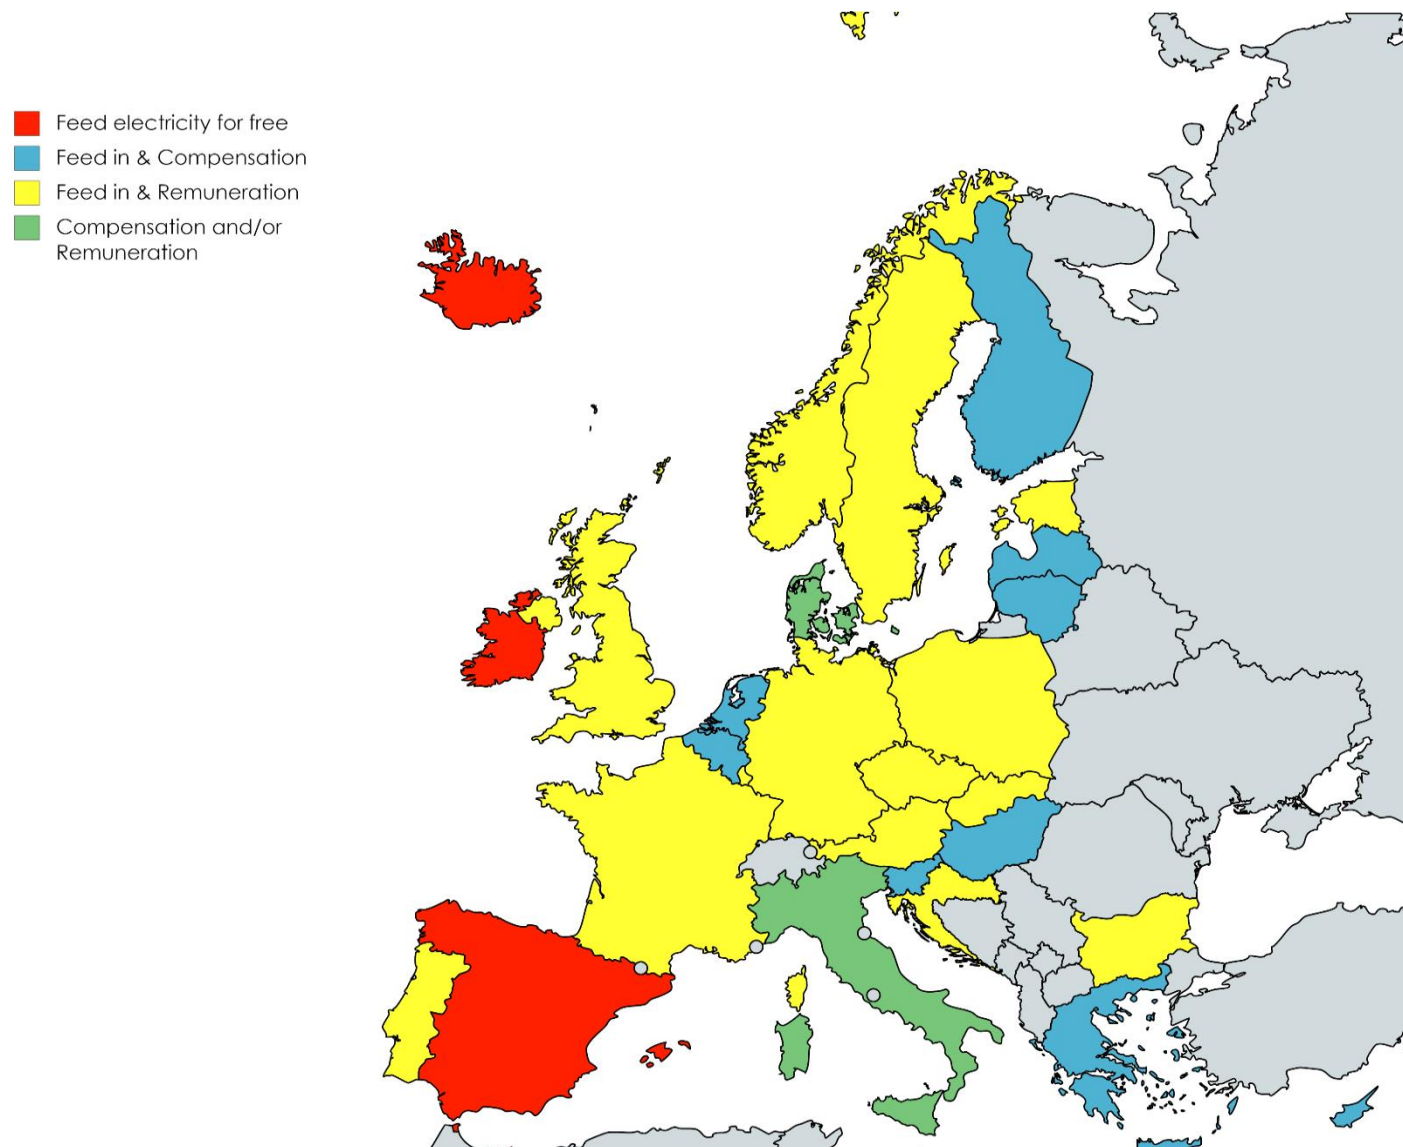 Feed electricity for free
Feed in & Compensation
Feed in & Remuneration
Compensation and/or
Remuneration